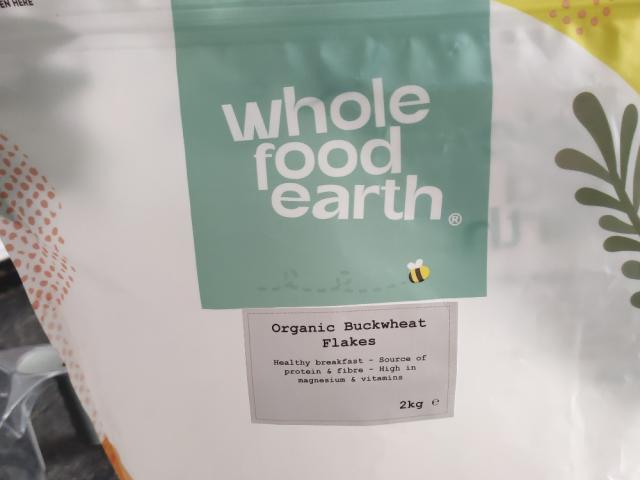 EN HERE
whole
food
earth®
Organic Buckwheat
Flakes
Healthy breakfast - Source of
protein & fibre - High in
magnesium & vitamins
2kg ℮